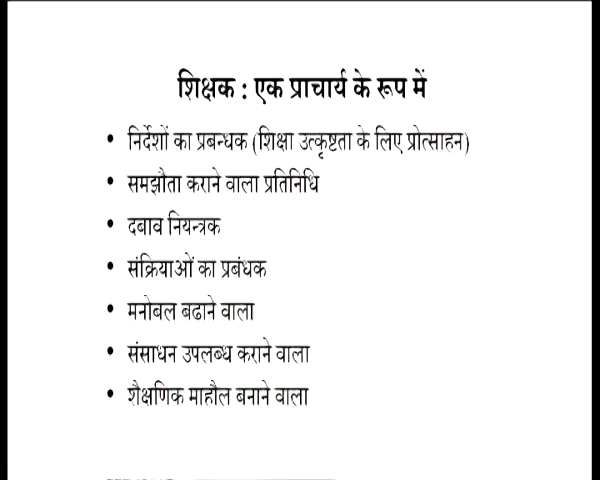 शिक्षक : एक प्राचार्य के रूप में
• निर्देशों का प्रबन्धक (शिक्षा उत्कृष्टता के लिए प्रोत्साहन)
• समझौता कराने वाला प्रतिनिधि
• दबाव नियन्त्रक
• संक्रियाओं का प्रबंधक
• मनोबल बढाने वाला
• संसाधन उपलब्ध कराने वाला
• शैक्षणिक माहौल बनाने वाला